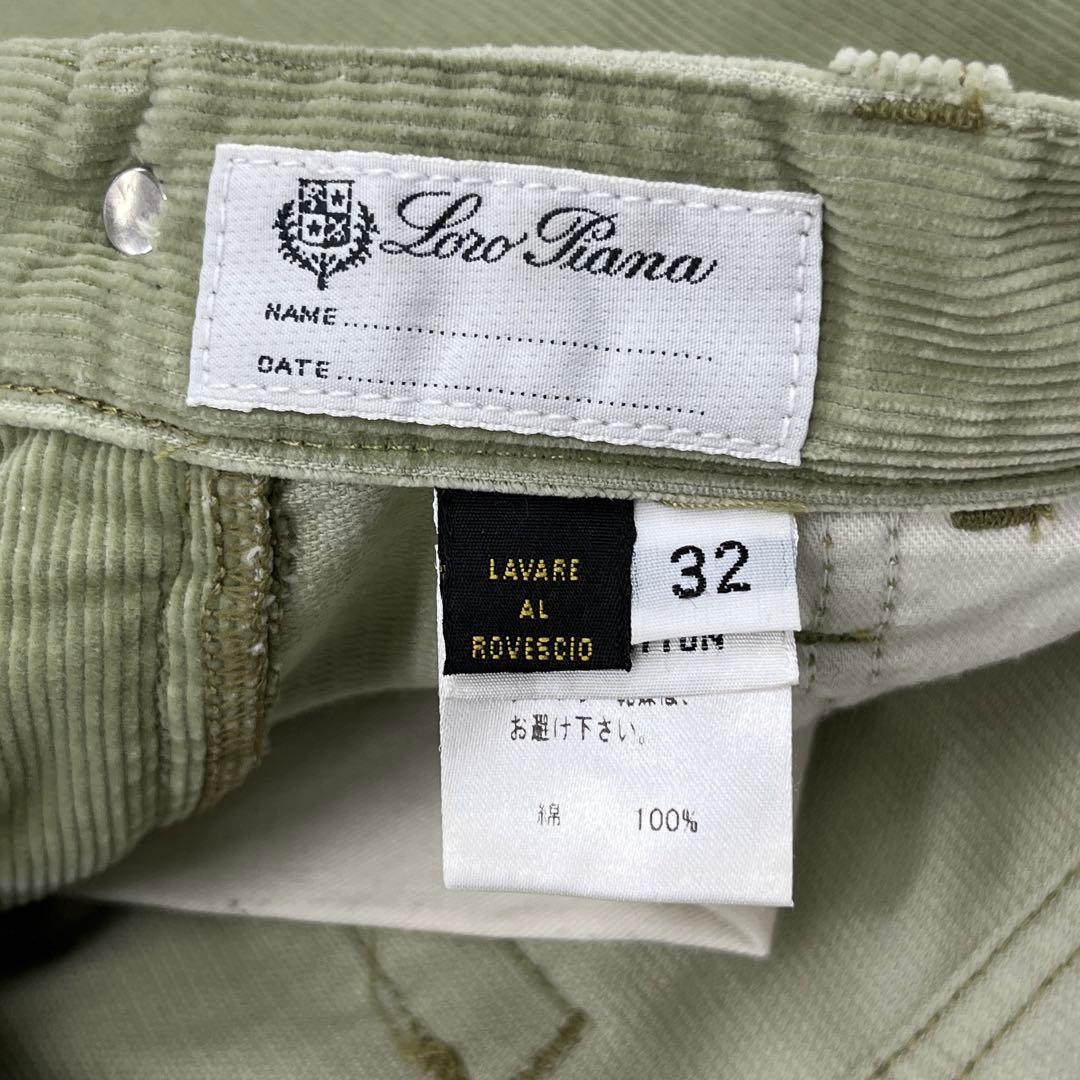 Loro Piana
NAME
DATE
LAVARE
AL
ROVESCIO
32
お避け下さい。
綿 100%